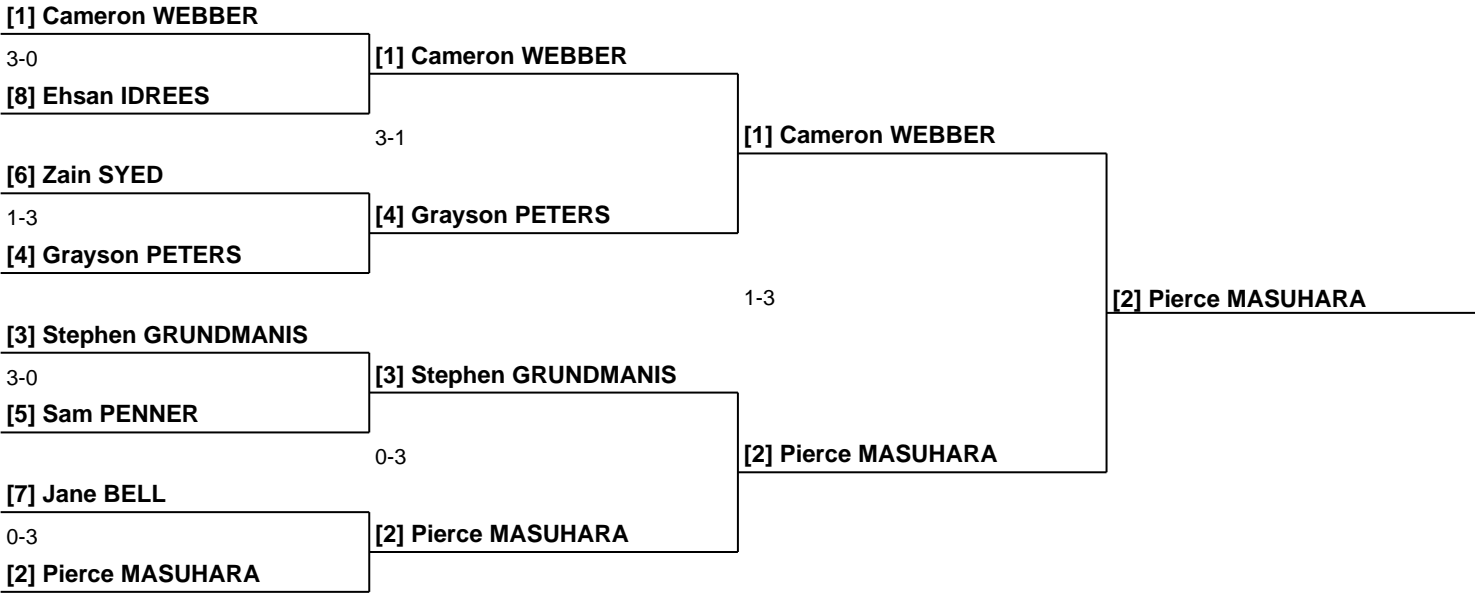 [1] Cameron WEBBER
3-0
[8] Ehsan IDREES
[6] Zain SYED
1-3
[4] Grayson PETERS
[3] Stephen GRUNDMANIS
3-0
[5] Sam PENNER
[7] Jane BELL
0-3
[2] Pierce MASUHARA
[1] Cameron WEBBER
3-1
[4] Grayson PETERS
[3] Stephen GRUNDMANIS
0-3
[2] Pierce MASUHARA
[1] Cameron WEBBER
1-3
[2] Pierce MASUHARA
[2] Pierce MASUHARA